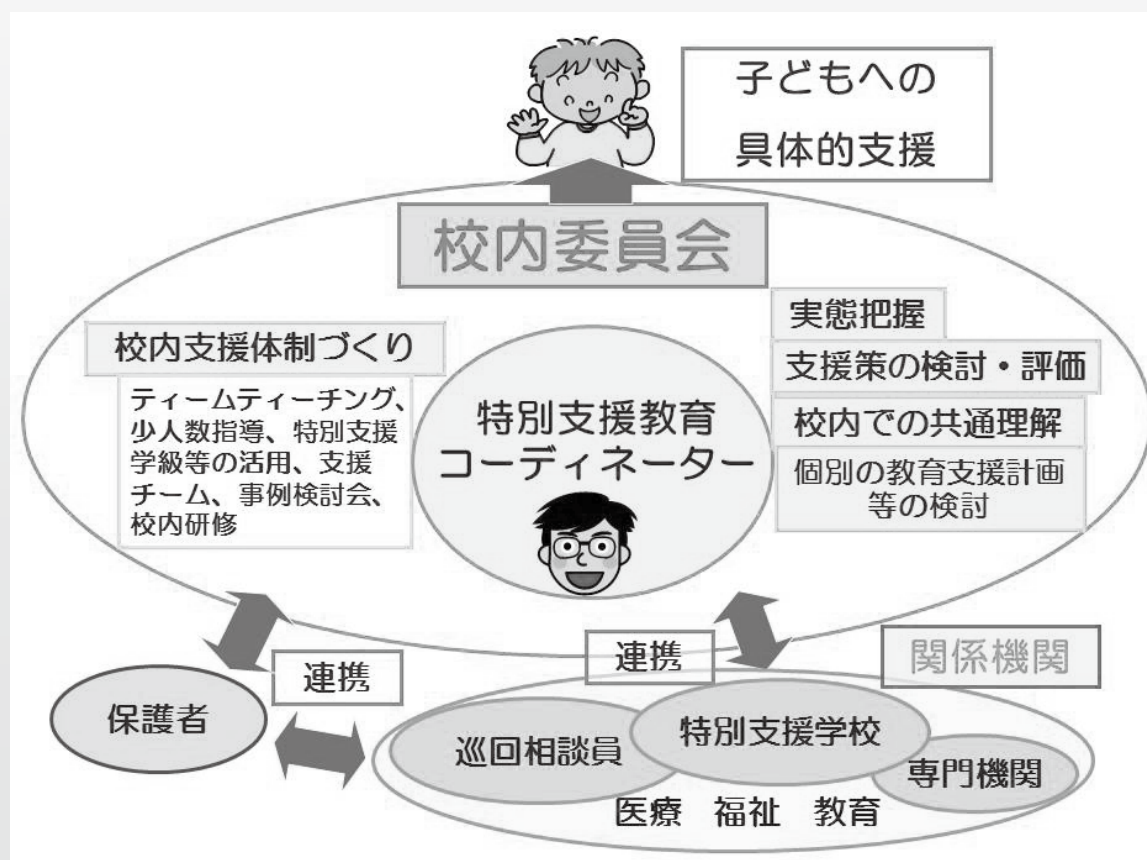 子どもへの
具体的支援
校内委員会
校内支援体制づくり
ティームティーチング、
少人数指導、特別支援
学級等の活用、支援
チーム、事例検討会、
校内研修
特別支援教育
コーディネーター
実態把握
支援策の検討・評価
校内での共通理解
個別の教育支援計画
等の検討
連携
連携
関係機関
保護者
巡回相談員
特別支援学校
専門機関
医療 福祉 教育